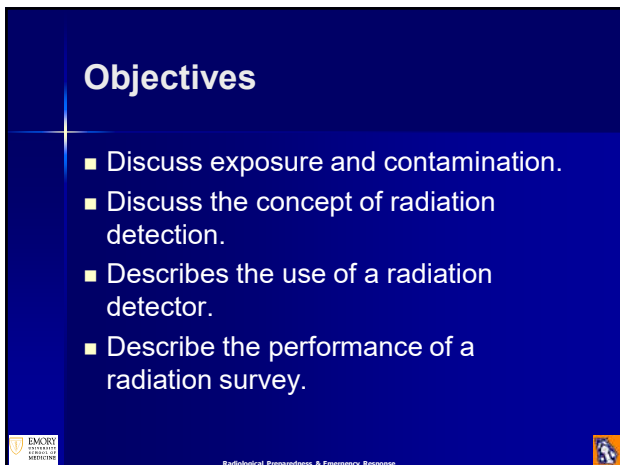 Objectives
Discuss exposure and contamination.
Discuss the concept of radiation
detection.
Describes the use of a radiation
detector.
Describe the performance of a
radiation survey.
EMORY
UNIVERSITY
SCHOOL OF
MEDICINE
Radiological Preparedness & Emergency Response